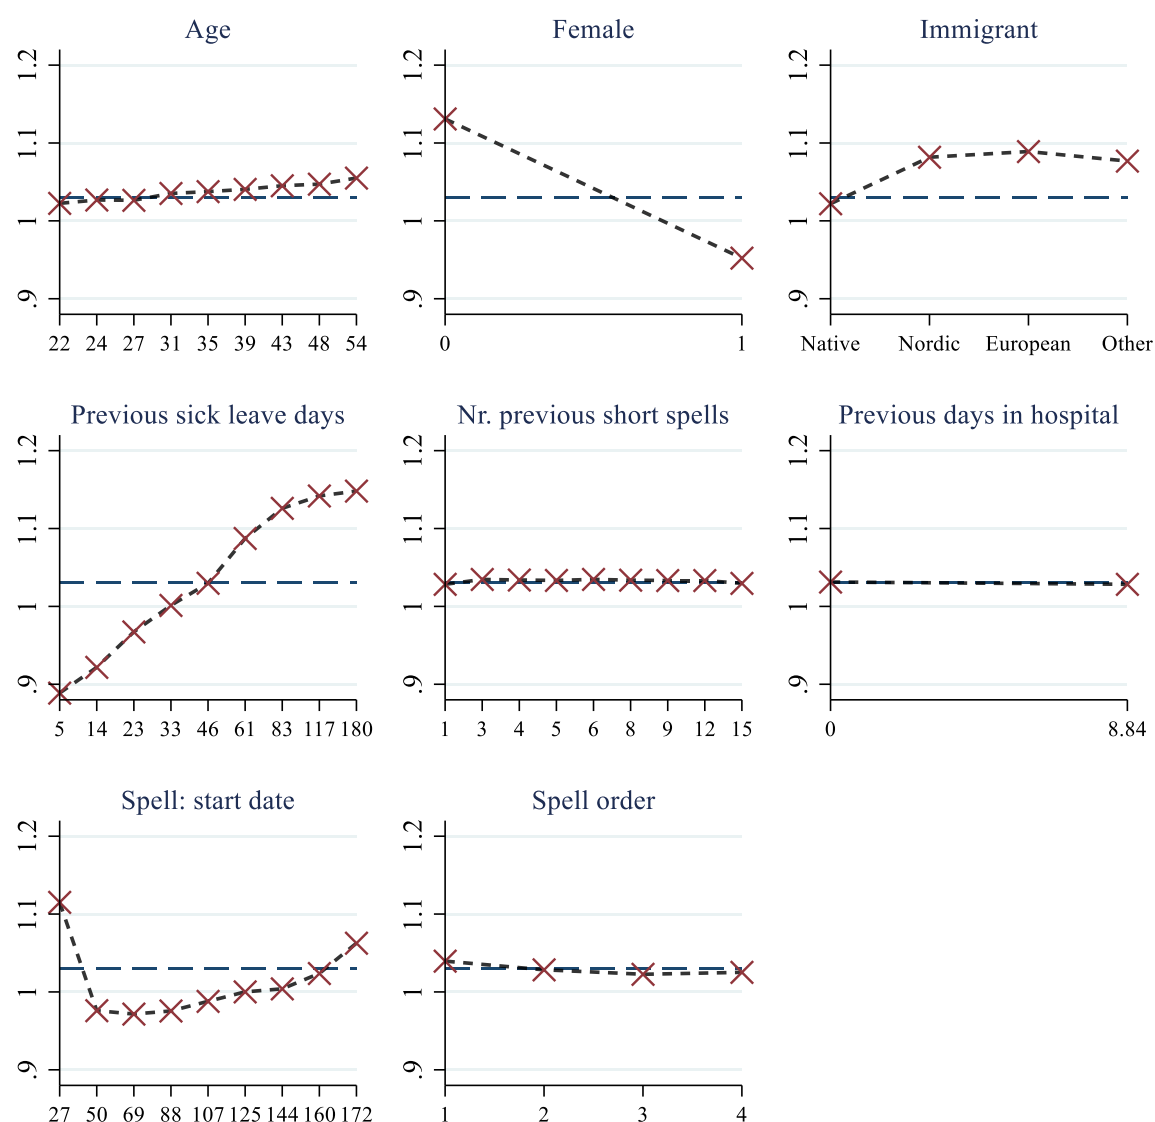 Age
1.2
1.1
1
.9
22 24 27 31 35 39 43 48 54
Female
1.2
1.1
1
.9
0 1
Immigrant
1.2
1.1
1
.9
Native Nordic European Other
Previous sick leave days
1.2
1.1
1
.9
5 14 23 33 46 61 83 117 180
Nr. previous short spells
1.2
1.1
1
.9
1 3 4 5 6 8 9 12 15
Previous days in hospital
1.2
1.1
1
.9
0 8.84
Spell: start date
1.2
1.1
1
.9
27 50 69 88 107 125 144 160 172
Spell order
1.2
1.1
1
.9
1 2 3 4